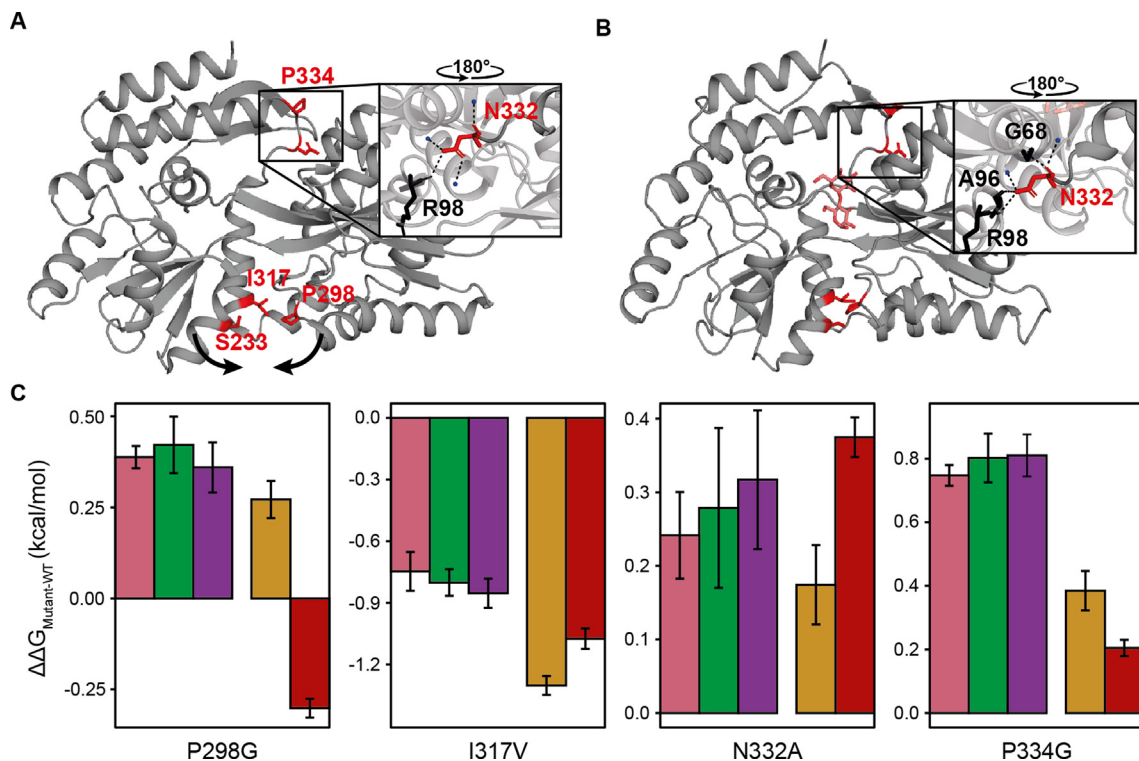 A
180°
P334
N332
R98
I317
P298
S233
B
180°
G68
A96
N332
R98
C
ΔΔG Mutant-WT (kcal/mol)
0.50
0.25
0.00
-0.25
P298G
0.0
-0.3
-0.6
-0.9
-1.2
I317V
0.4
0.3
0.2
0.1
0.0
N332A
0.8
0.6
0.4
0.2
0.0
P334G